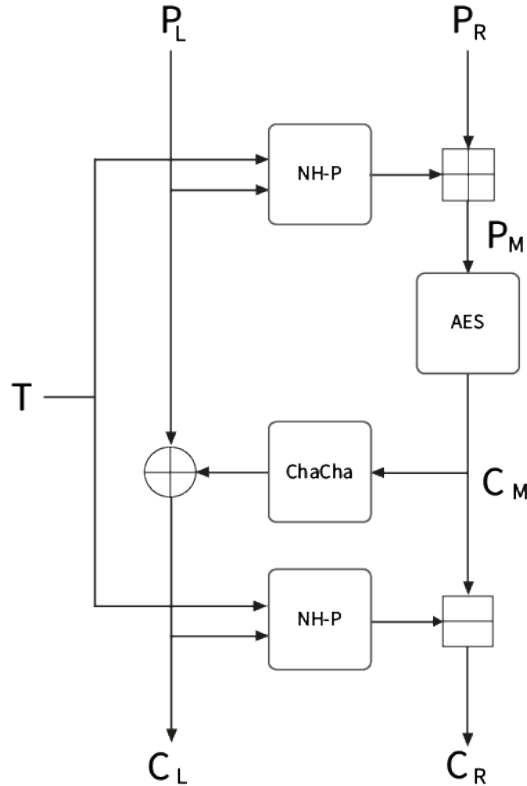 P_L P_R
NH-P
P_M
AES
T
ChaCha
C_M
NH-P
C_L C_R